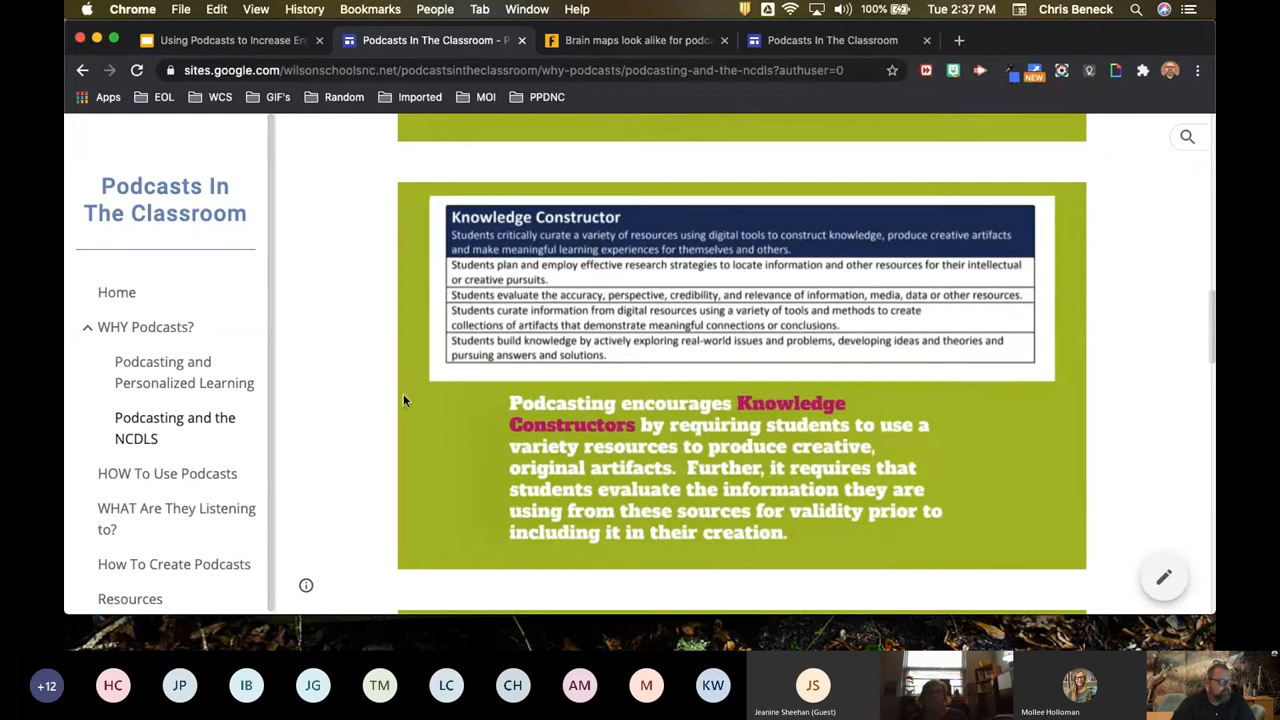 Chrome File Edit View History Bookmarks People Tab Window Help 100% Tue 2:37 PM Chris Beneck
Using Podcasts to Increase En
Podcasts In The Classroom - P
Brain maps look alike for podca
Podcasts In The Classroom
sites.google.com/wilsonschoolsnc.net/podcastsintheclassroom/why-podcasts/podcasting-and-the-ncdls?authuser=0
NEW
Apps EOL WCS GIF's Random Imported MOI PPDNC
Podcasts In
The Classroom
Home
WHY Podcasts?
Podcasting and
Personalized Learning
Podcasting and the
NCDLS
HOW To Use Podcasts
WHAT Are They Listening
to?
How To Create Podcasts
Resources
Knowledge Constructor
Students critically curate a variety of resources using digital tools to construct knowledge, produce creative artifacts
and make meaningful learning experiences for themselves and others.
Students plan and employ effective research strategies to locate information and other resources for their intellectual
or creative pursuits.
Students evaluate the accuracy, perspective, credibility, and relevance of information, media, data or other resources.
Students curate information from digital resources using a variety of tools and methods to create
collections of artifacts that demonstrate meaningful connections or conclusions.
Students build knowledge by actively exploring real-world issues and problems, developing ideas and theories and
pursuing answers and solutions.
Podcasting encourages Knowledge
Constructors by requiring students to use a
variety resources to produce creative,
original artifacts. Further, it requires that
students evaluate the information they are
using from these sources for validity prior to
including it in their creation.
+12 HC JP IB JG TM LC CH AM M KW JS
Jeanine Sheehan (Guest)
Mollee Holloman